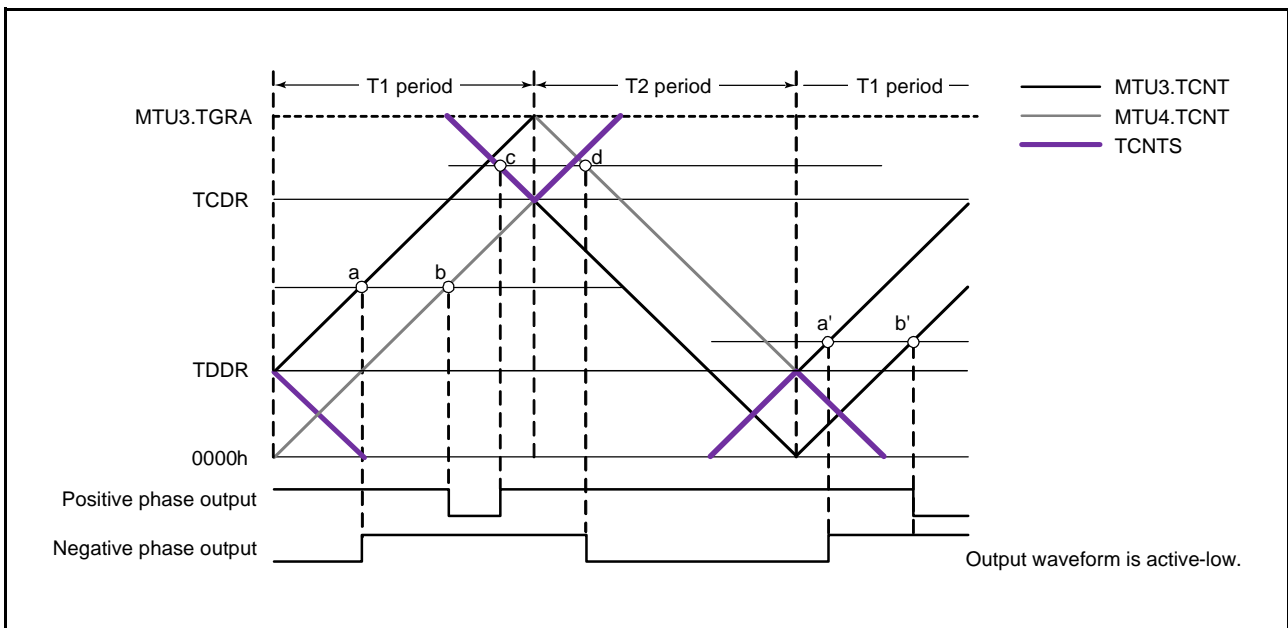 T1 period
T2 period
T1 period
MTU3.TCNT
MTU4.TCNT
TCNTS
MTU3.TGRA
c
d
TCDR
a
b
a'
b'
TDDR
0000h
Positive phase output
Negative phase output
Output waveform is active-low.